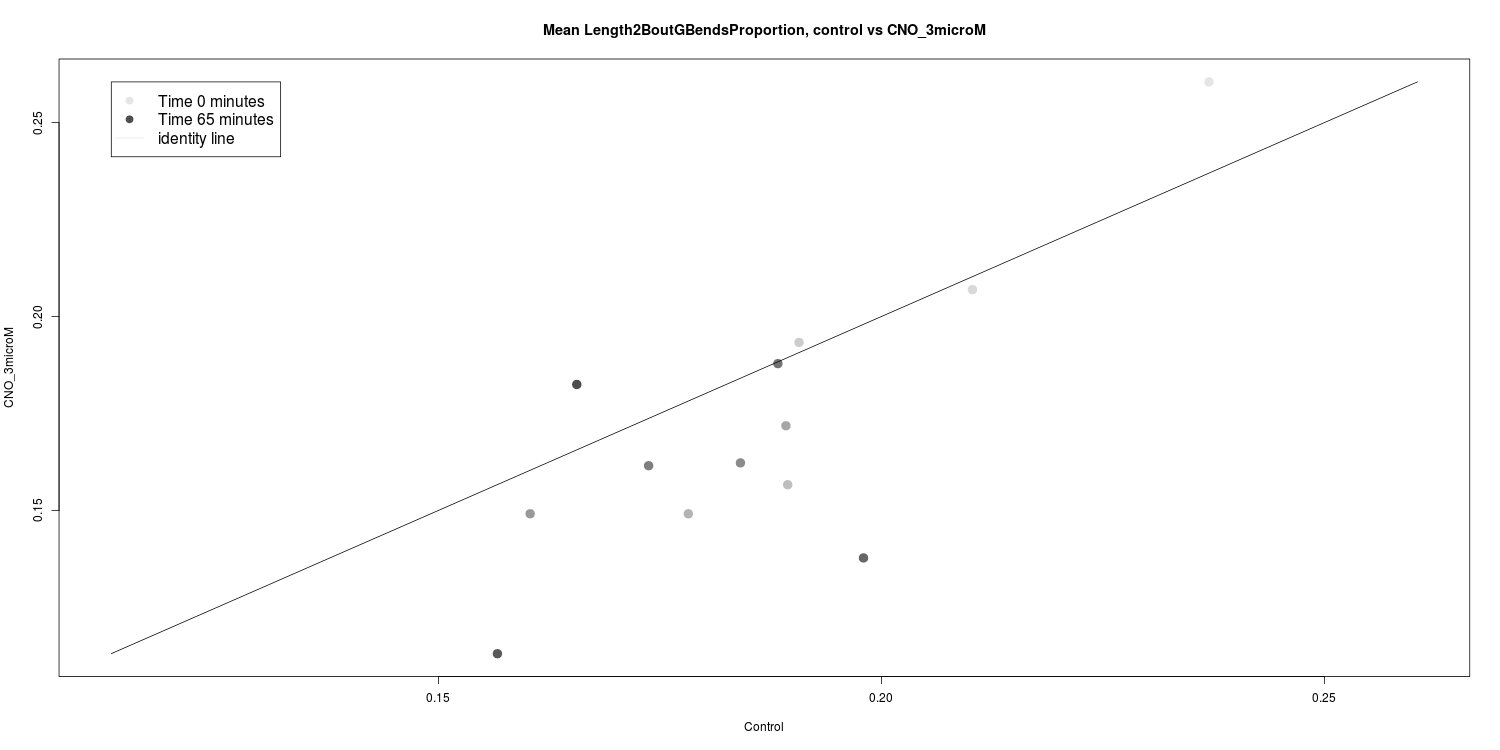 Mean Length2BoutGBendsProportion, control vs CNO_3microM
Time 0 minutes
Time 65 minutes
identity line
0.25
0.20
0.15
CNO_3microM
0.15
0.20
0.25
Control